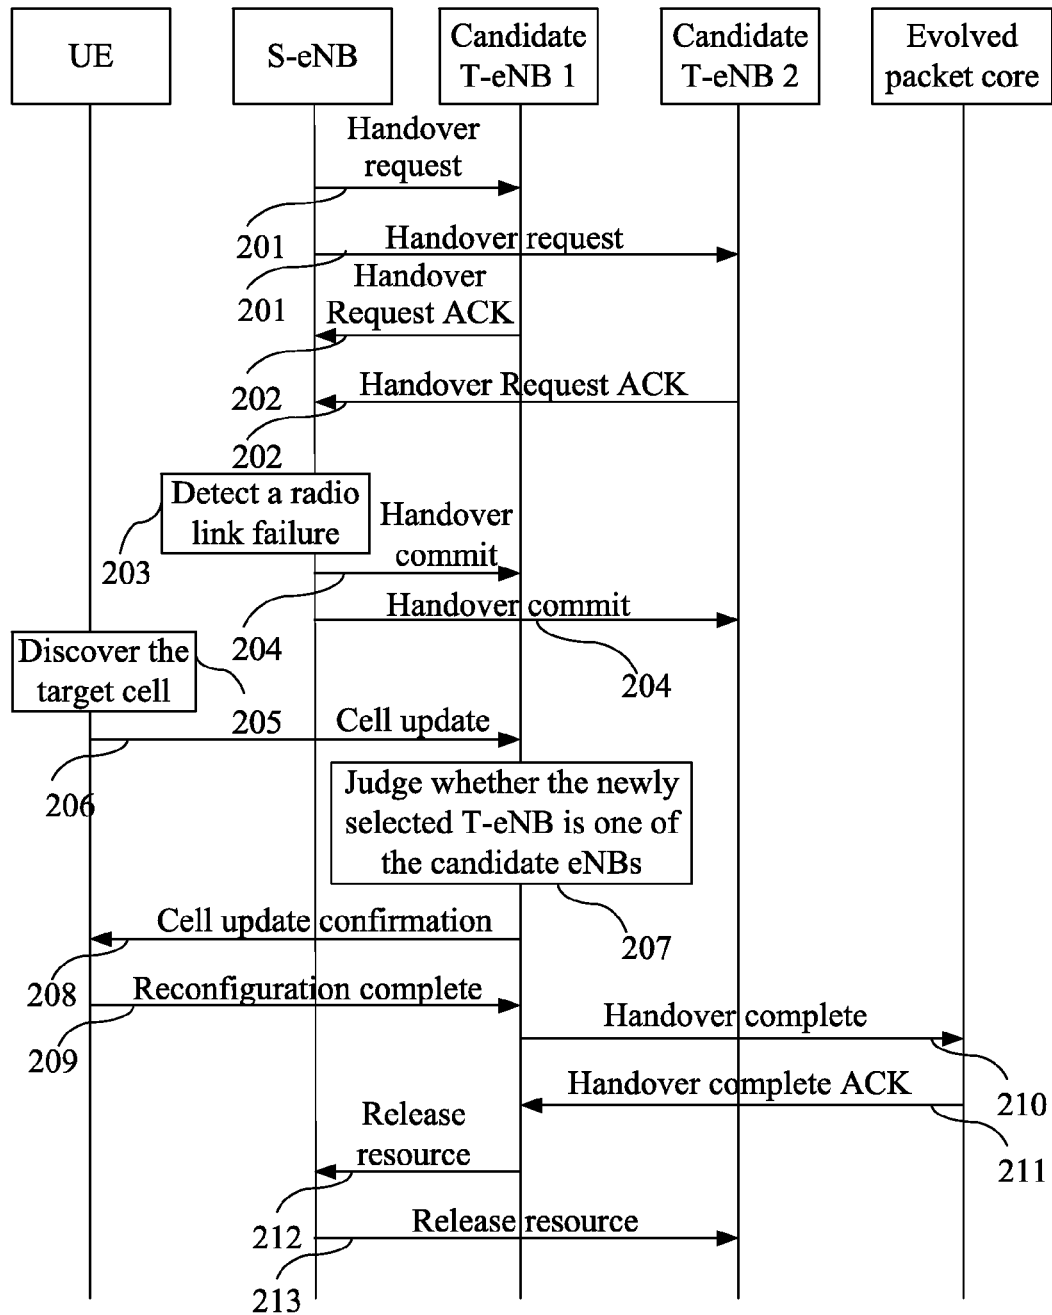 UE
S-eNB
Candidate
T-eNB 1
Candidate
T-eNB 2
Evolved
packet core
Handover
request
201
Handover request
201
Handover
Request ACK
202
Handover Request ACK
202
Detect a radio
link failure
203
Handover
commit
204
Handover commit
204
Discover the
target cell
205
Cell update
206
Judge whether the newly
selected T-eNB is one of
the candidate eNBs
207
Cell update confirmation
208
Reconfiguration complete
209
Handover complete
210
Handover complete ACK
211
Release
resource
212
Release resource
213